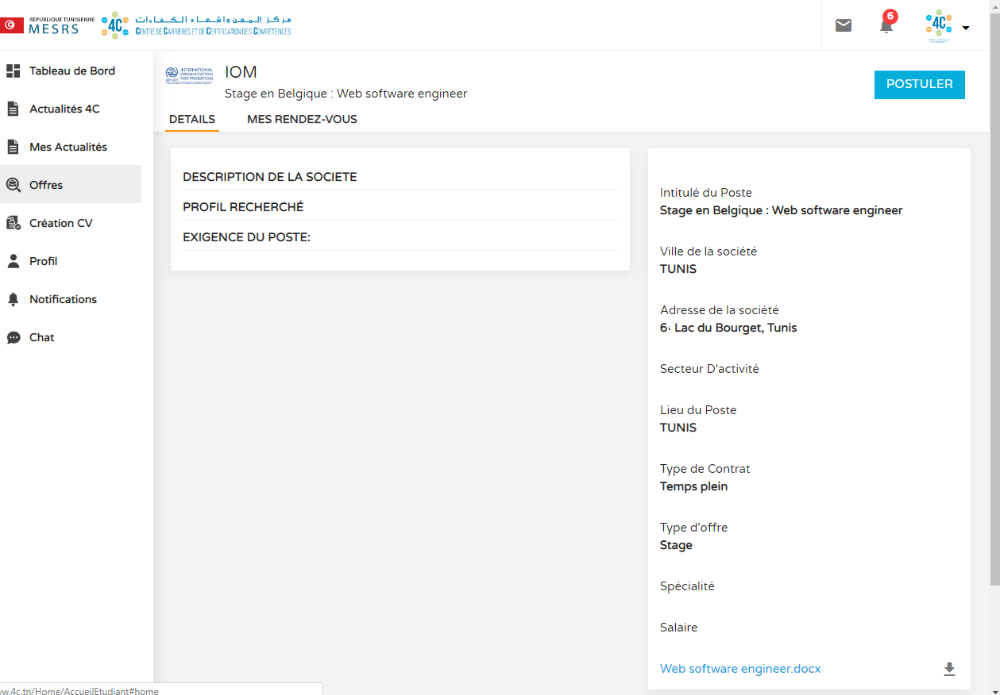 REPUBLIQUE TUNISIENNE
MESRS
4C
مركز المهن واشهاد الكفاءات
CENTRE DE CARRIÈRES ET DE CERTIFICATION DES COMPÉTENCES
6
4C
Tableau de Bord
Actualités 4C
Mes Actualités
Offres
Création CV
Profil
Notifications
Chat
INTERNATIONAL
ORGANIZATION
FOR MIGRATION
IOM
Stage en Belgique : Web software engineer
POSTULER
DETAILS
MES RENDEZ-VOUS
DESCRIPTION DE LA SOCIETE
PROFIL RECHERCHÉ
EXIGENCE DU POSTE:
Intitulé du Poste
Stage en Belgique : Web software engineer
Ville de la société
TUNIS
Adresse de la société
6، Lac du Bourget, Tunis
Secteur D'activité
Lieu du Poste
TUNIS
Type de Contrat
Temps plein
Type d'offre
Stage
Spécialité
Salaire
Web software engineer.docx
w.4c.tn/Home/AccueilEtudiant#home